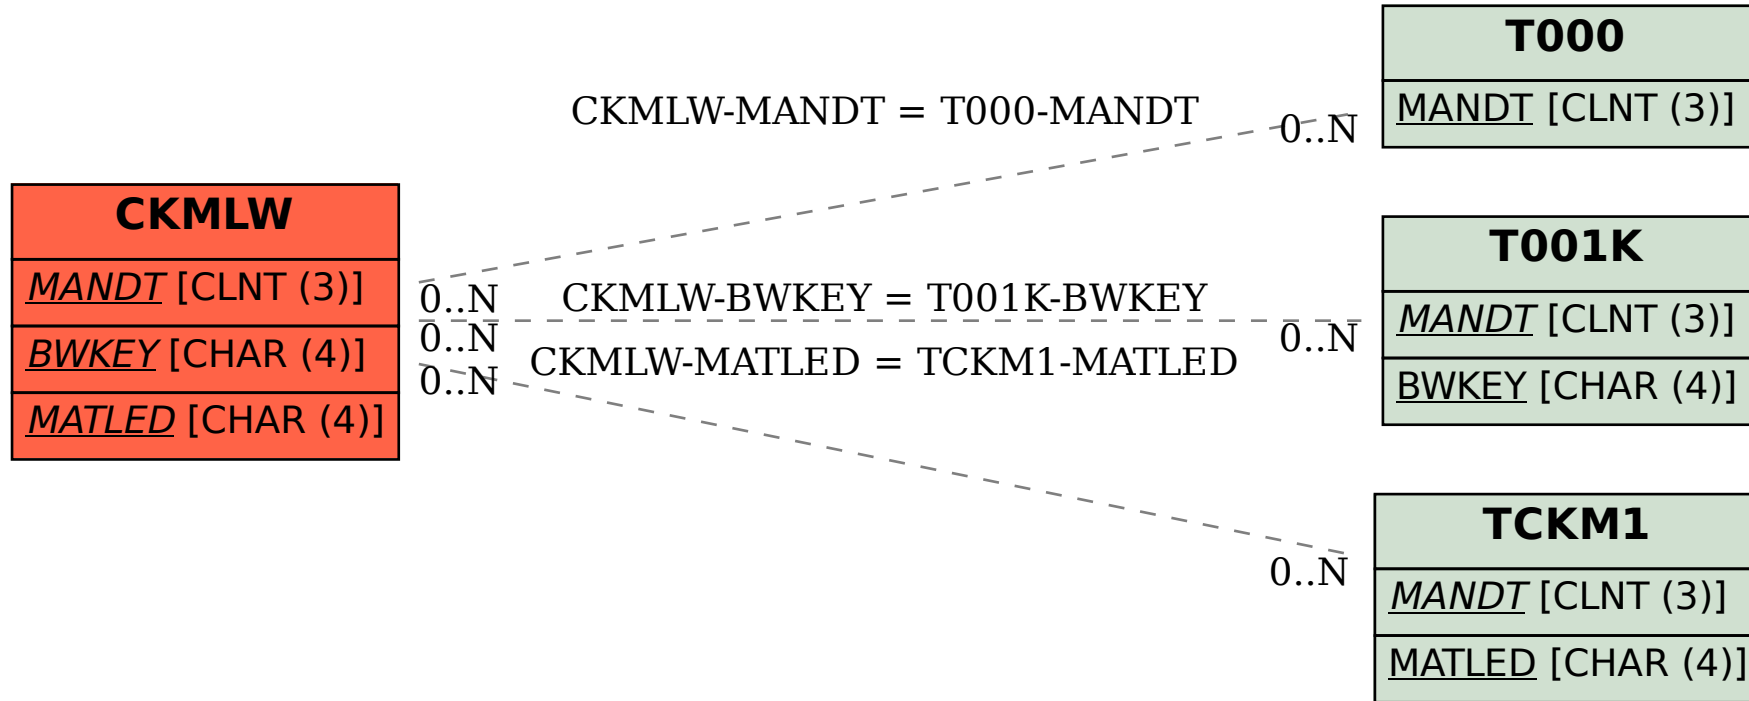 CKMLW
MANDT [CLNT (3)]
BWKEY [CHAR (4)]
MATLED [CHAR (4)]
CKMLW-MANDT = T000-MANDT
0..N
0..N
CKMLW-BWKEY = T001K-BWKEY
0..N
0..N
CKMLW-MATLED = TCKM1-MATLED
0..N
0..N
T000
MANDT [CLNT (3)]
T001K
MANDT [CLNT (3)]
BWKEY [CHAR (4)]
TCKM1
MANDT [CLNT (3)]
MATLED [CHAR (4)]